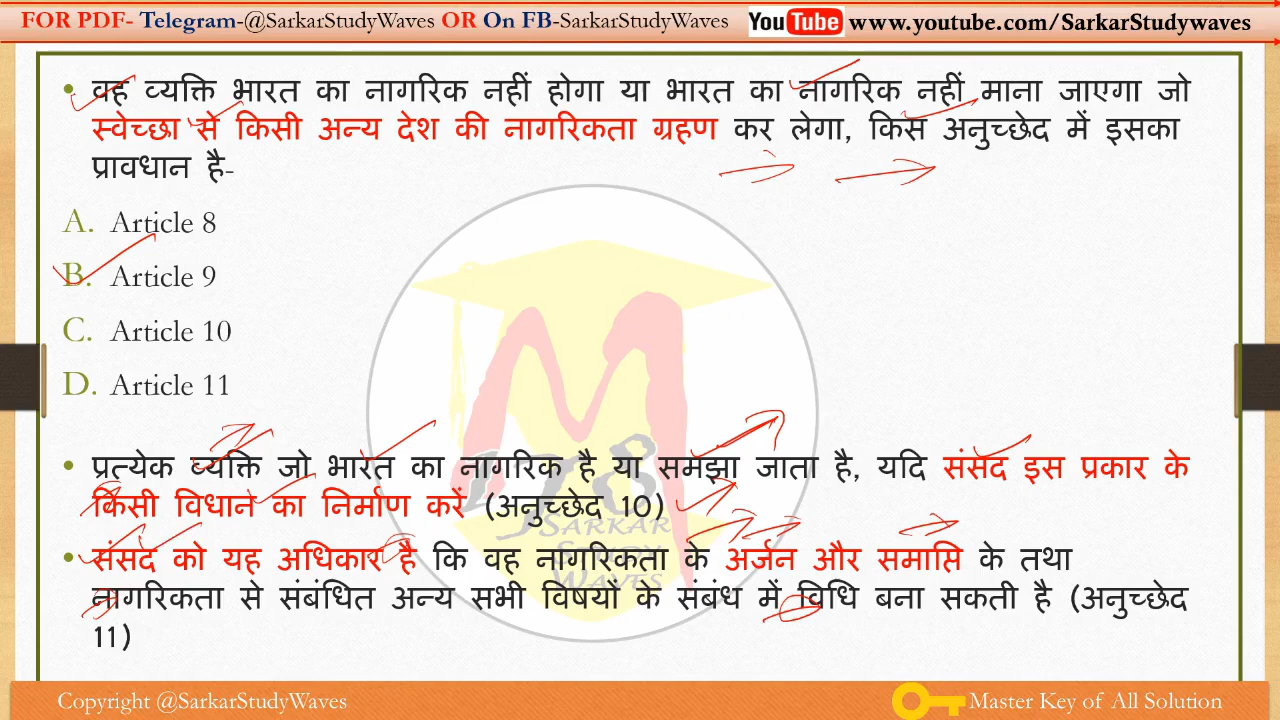 FOR PDF- Telegram-@SarkarStudyWaves OR On FB-SarkarStudyWaves YouTube www.youtube.com/SarkarStudywaves
• वह व्यक्ति भारत का नागरिक नहीं होगा या भारत का नागरिक नहीं माना जाएगा जो
स्वेच्छा से किसी अन्य देश की नागरिकता ग्रहण कर लेगा, किस अनुच्छेद में इसका
प्रावधान है-
A. Article 8
B. Article 9
C. Article 10
D. Article 11
• प्रत्येक व्यक्ति जो भारत का नागरिक है या समझा जाता है, यदि संसद इस प्रकार के
किसी विधान का निर्माण करें (अनुच्छेद 10)
• संसद को यह अधिकार है कि वह नागरिकता के अर्जन और समाप्ति के तथा
नागरिकता से संबंधित अन्य सभी विषयों के संबंध में विधि बना सकती है (अनुच्छेद
11)
SARKAR
STUDY
WAVES
Copyright @SarkarStudyWaves Master Key of All Solution